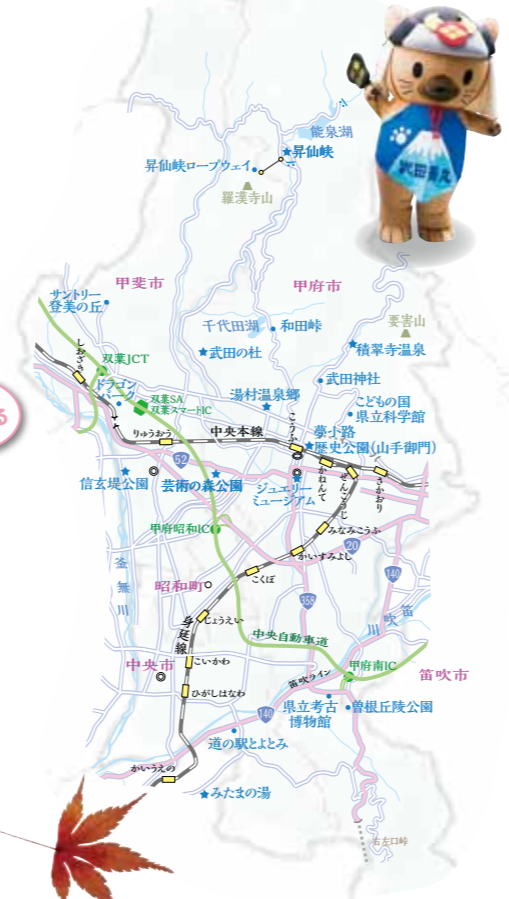 能泉湖
昇仙峡
昇仙峡ロープウェイ
羅漢寺山
武田菱丸
甲斐市
甲府市
サントリー
登美の丘
千代田湖
和田峠
要害山
しおざき
双葉JCT
武田の杜
積翠寺温泉
ドラゴン
パーク
双葉SA
双葉スマートIC
湯村温泉郷
武田神社
こどもの国
県立科学館
りゅうおう
中央本線
こうふ
夢小路
歴史公園(山手御門)
52
信玄堤公園
芸術の森公園
ジュエリー
ミュージアム
かねんて
ぜんこうじ
さかおり
甲府昭和IC
みなみこうふ
20
かいすみよし
釜無川
昭和町
こくぼ
358
140
笛吹川
じょうえい
身延線
中央自動車道
中央市
こいかわ
甲府南IC
笛吹市
笛吹ライン
ひがしはなわ
県立考古
博物館
曽根丘陵公園
140
道の駅とよとみ
かいうえの
みたまの湯
右左口峠